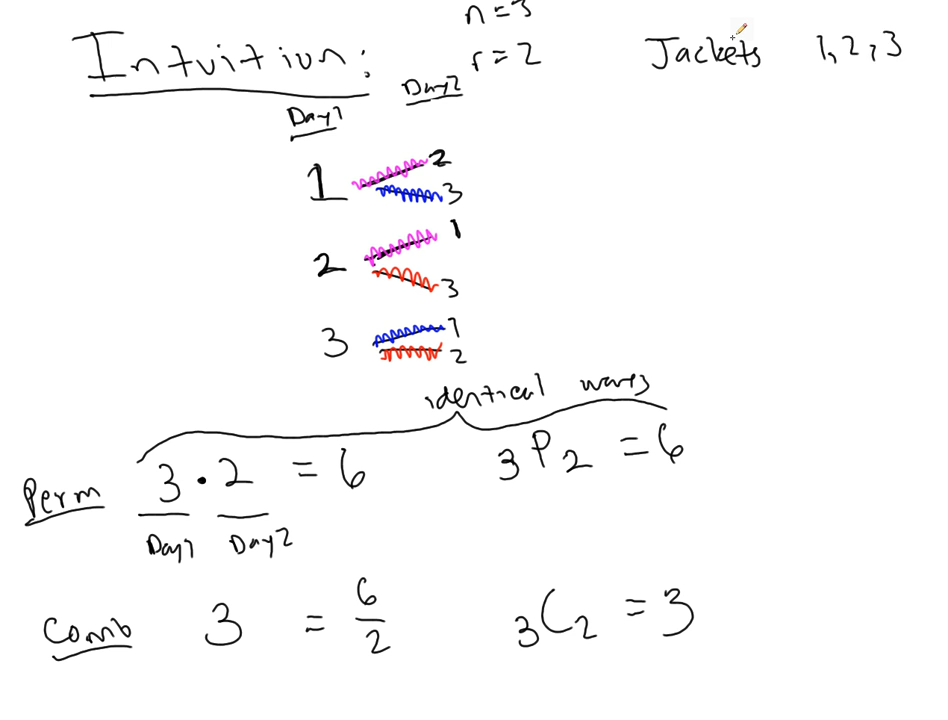 n=3
Intuition: r=2 Jackets 1,2,3
Day1 Day2
1 2
3
2 1
3
3 1
2
identical ways
Perm 3 · 2 = 6 3P2 = 6
Day1 Day2
Comb 3 = 6/2 3C2 = 3